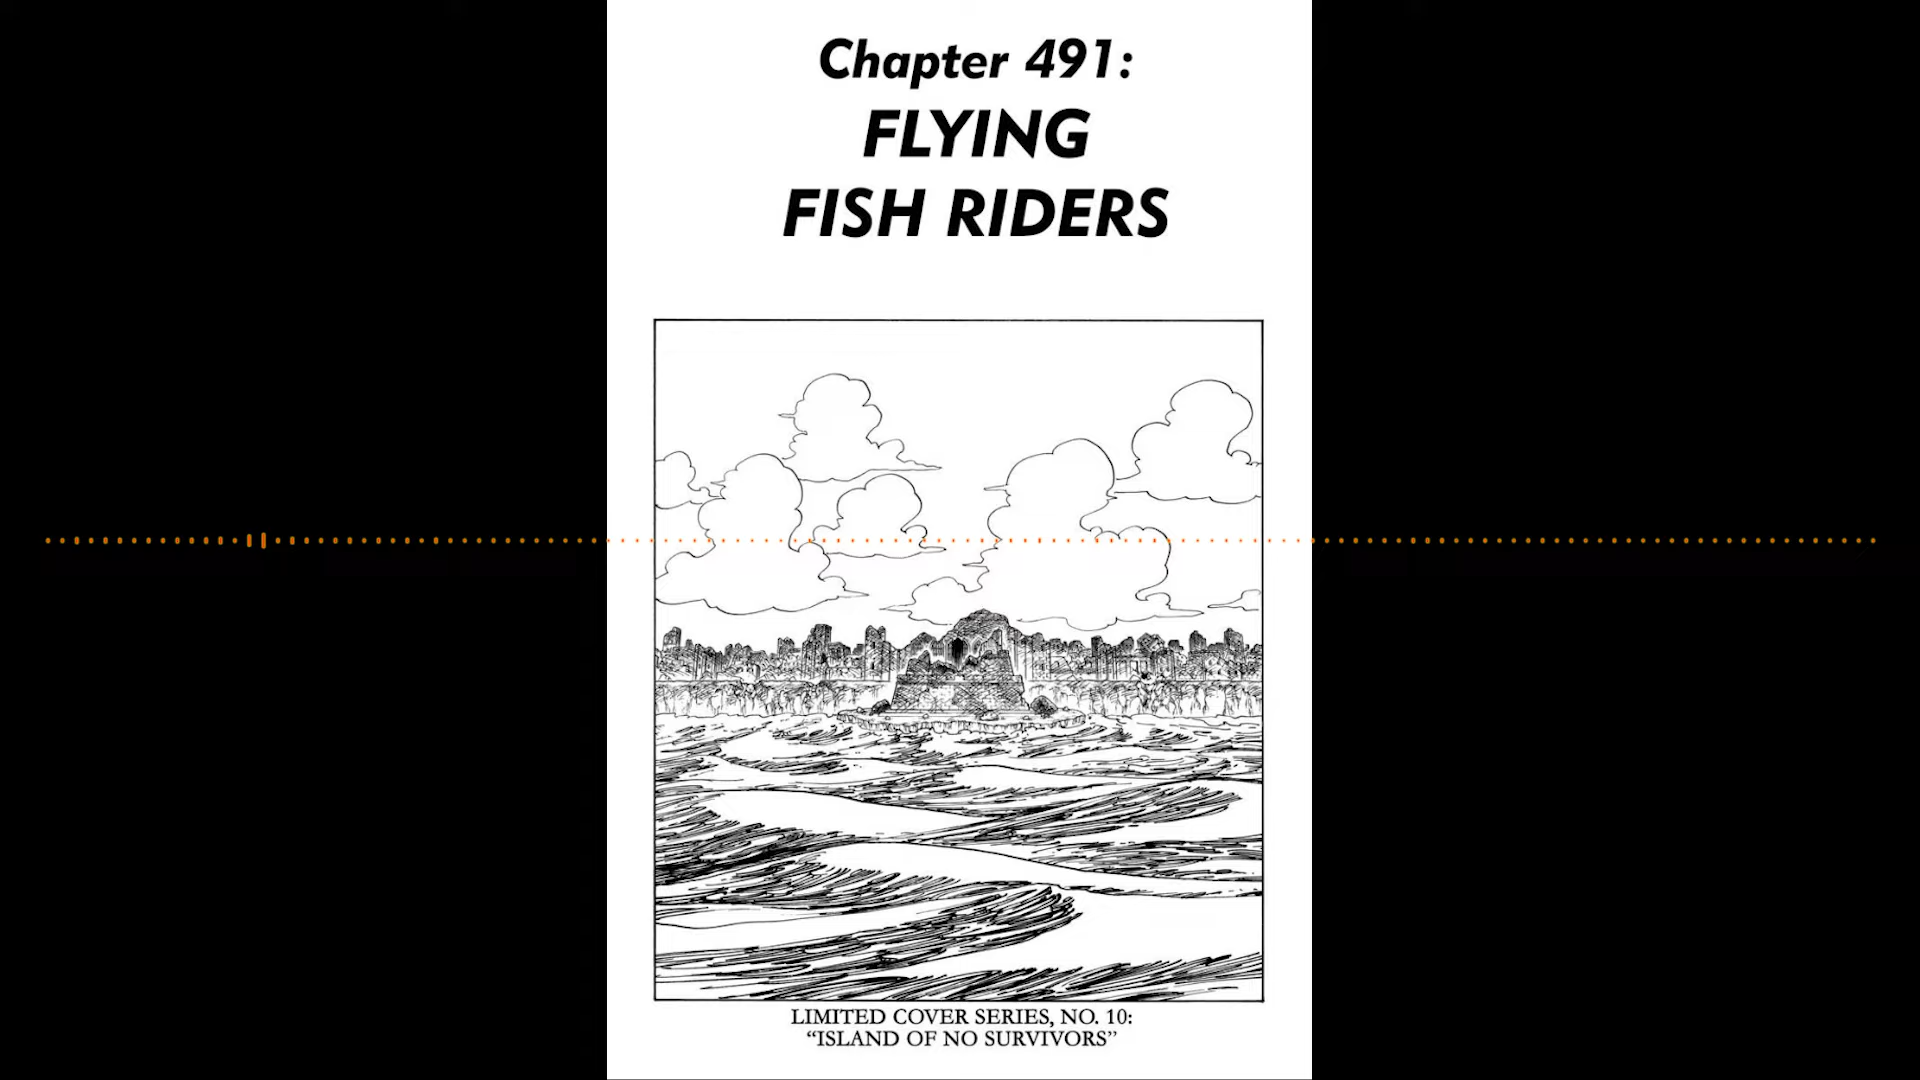 Chapter 491:
FLYING
FISH RIDERS
LIMITED COVER SERIES, NO. 10:
“ISLAND OF NO SURVIVORS”